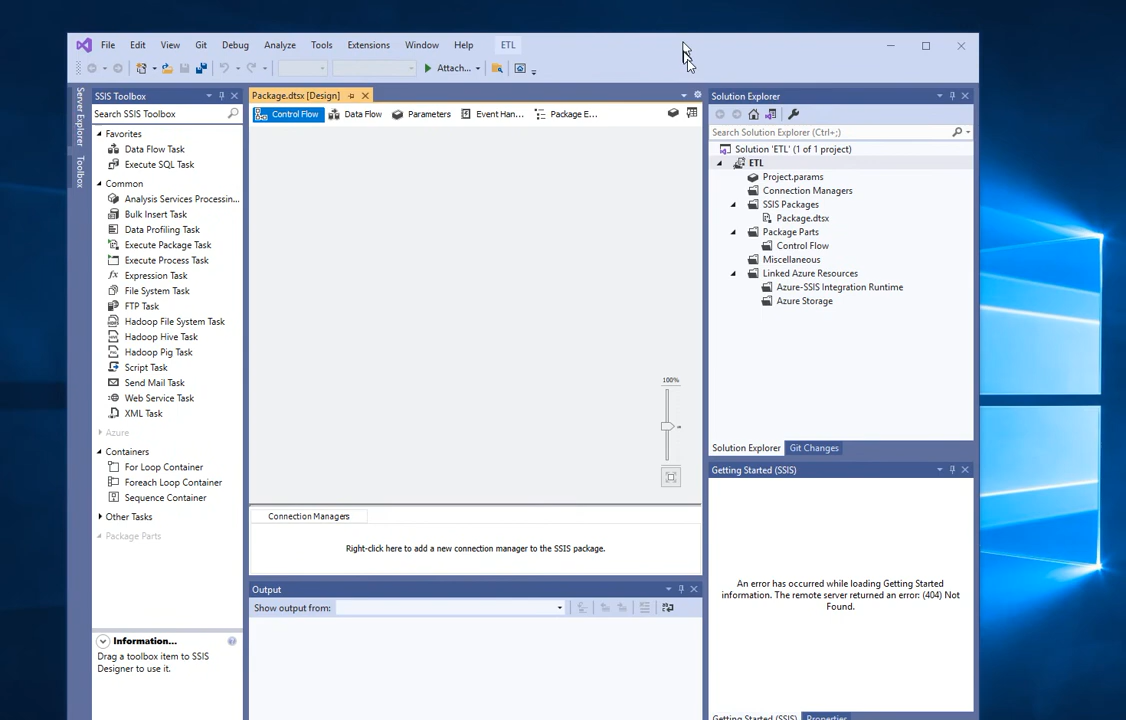 File Edit View Git Debug Analyze Tools Extensions Window Help ETL
Attach...
Server Explorer
Toolbox
SSIS Toolbox
Search SSIS Toolbox
Favorites
Data Flow Task
Execute SQL Task
Common
Analysis Services Processin...
Bulk Insert Task
Data Profiling Task
Execute Package Task
Execute Process Task
Expression Task
File System Task
FTP Task
Hadoop File System Task
Hadoop Hive Task
Hadoop Pig Task
Script Task
Send Mail Task
Web Service Task
XML Task
Azure
Containers
For Loop Container
Foreach Loop Container
Sequence Container
Other Tasks
Package Parts
Information...
Drag a toolbox item to SSIS
Designer to use it.
Package.dtsx [Design]
Control Flow Data Flow Parameters Event Han... Package E...
100%
Connection Managers
Right-click here to add a new connection manager to the SSIS package.
Output
Show output from:
Solution Explorer
Search Solution Explorer (Ctrl+;)
Solution 'ETL' (1 of 1 project)
ETL
Project.params
Connection Managers
SSIS Packages
Package.dtsx
Package Parts
Control Flow
Miscellaneous
Linked Azure Resources
Azure-SSIS Integration Runtime
Azure Storage
Solution Explorer Git Changes
Getting Started (SSIS)
An error has occurred while loading Getting Started
information. The remote server returned an error: (404) Not
Found.
Getting Started (SSIS) Properties